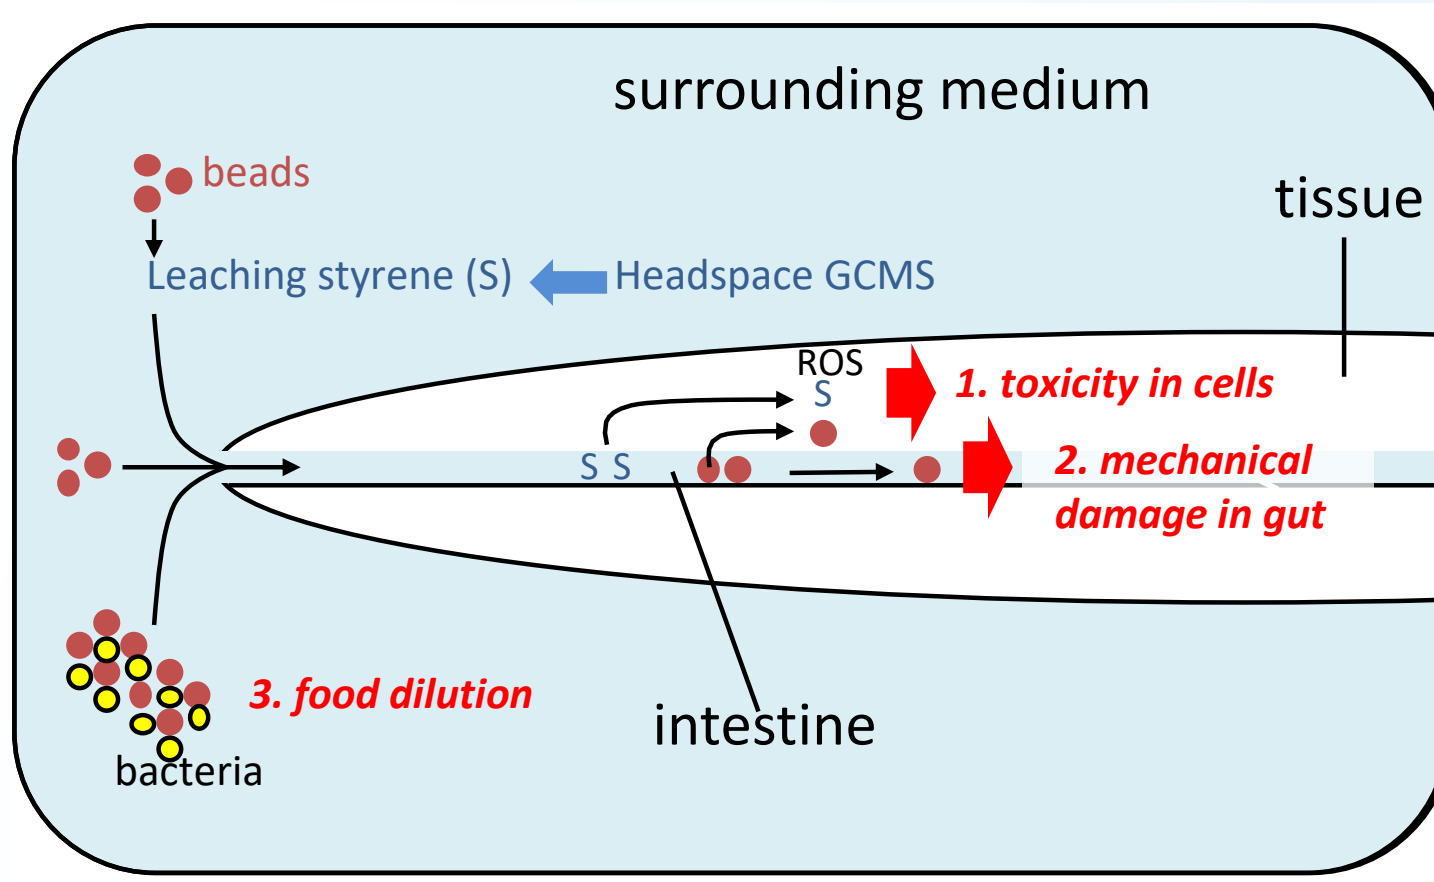 surrounding medium
beads
tissue
Leaching styrene (S)
Headspace GCMS
ROS
S
1. toxicity in cells
S S
2. mechanical
damage in gut
3. food dilution
intestine
bacteria